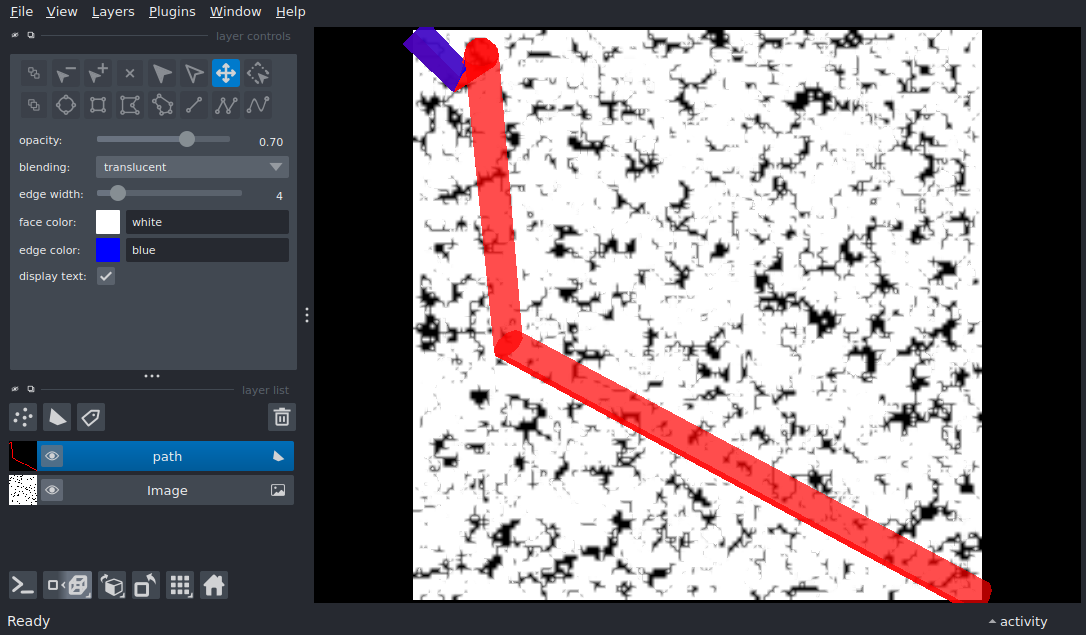 File View Layers Plugins Window Help
layer controls
opacity: 0.70
blending: translucent
edge width: 4
face color: white
edge color: blue
display text:
layer list
path
Image
Ready
activity